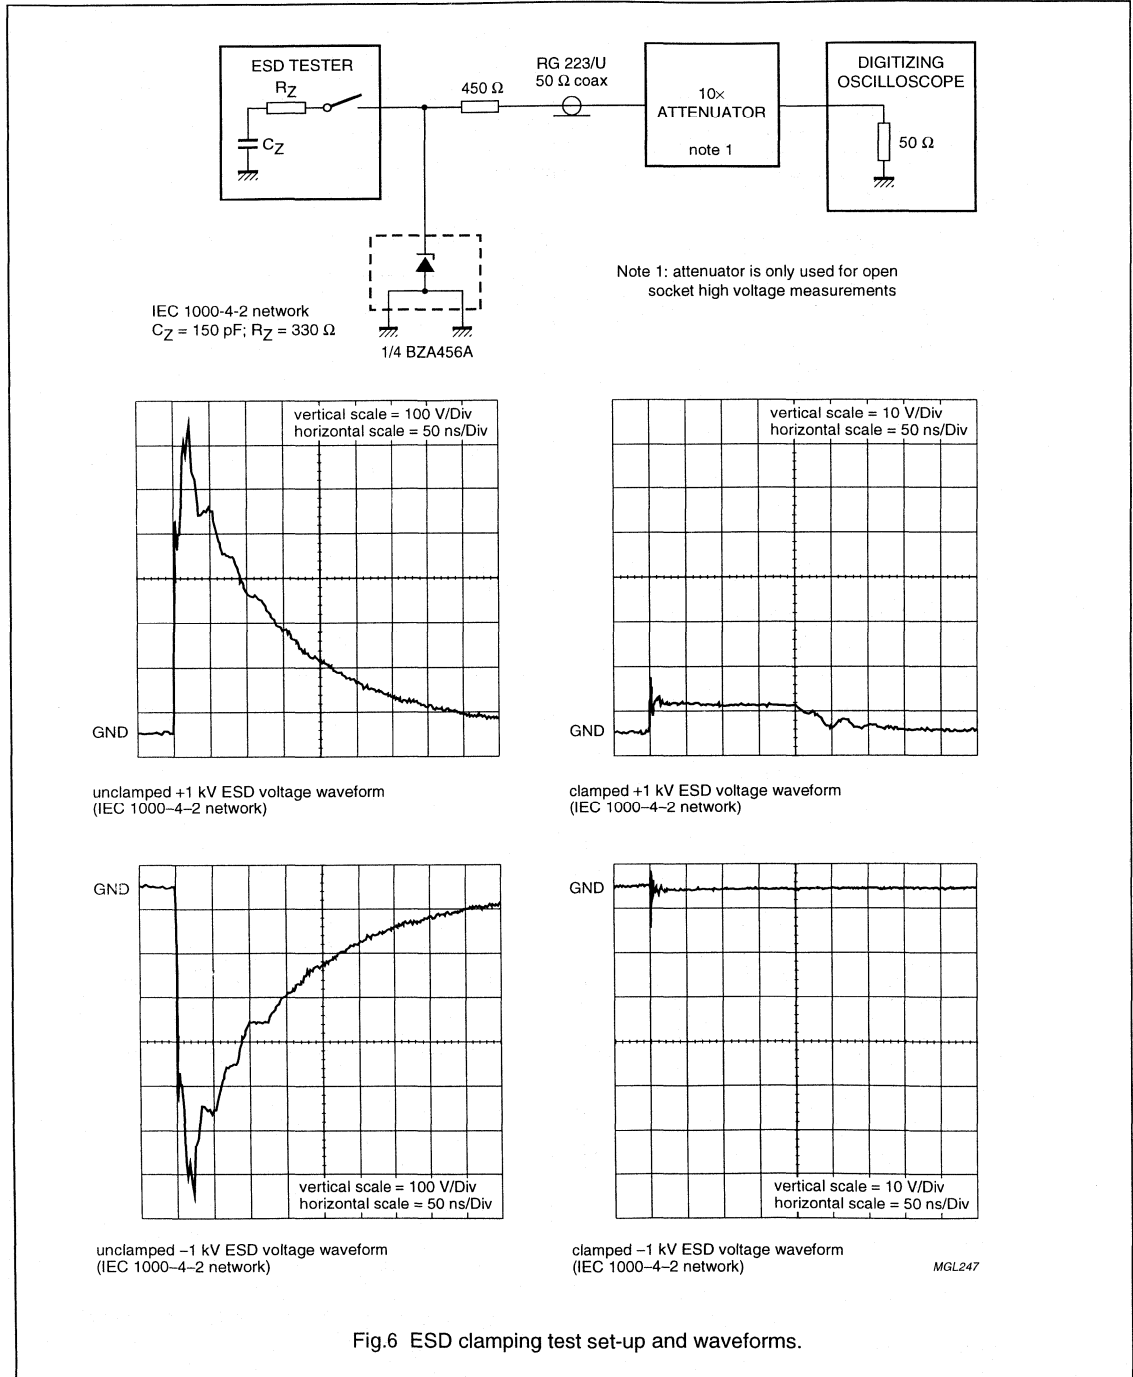 ESD TESTER
RZ
CZ
450 Ω
RG 223/U
50 Ω coax
10×
ATTENUATOR
note 1
DIGITIZING
OSCILLOSCOPE
50 Ω
Note 1: attenuator is only used for open
socket high voltage measurements
IEC 1000-4-2 network
CZ = 150 pF; RZ = 330 Ω
1/4 BZA456A
vertical scale = 100 V/Div
horizontal scale = 50 ns/Div
GND
unclamped +1 kV ESD voltage waveform
(IEC 1000–4–2 network)
vertical scale = 10 V/Div
horizontal scale = 50 ns/Div
GND
clamped +1 kV ESD voltage waveform
(IEC 1000–4–2 network)
GND
vertical scale = 100 V/Div
horizontal scale = 50 ns/Div
unclamped –1 kV ESD voltage waveform
(IEC 1000–4–2 network)
GND
vertical scale = 10 V/Div
horizontal scale = 50 ns/Div
clamped –1 kV ESD voltage waveform
(IEC 1000–4–2 network)
MGL247
Fig.6 ESD clamping test set-up and waveforms.